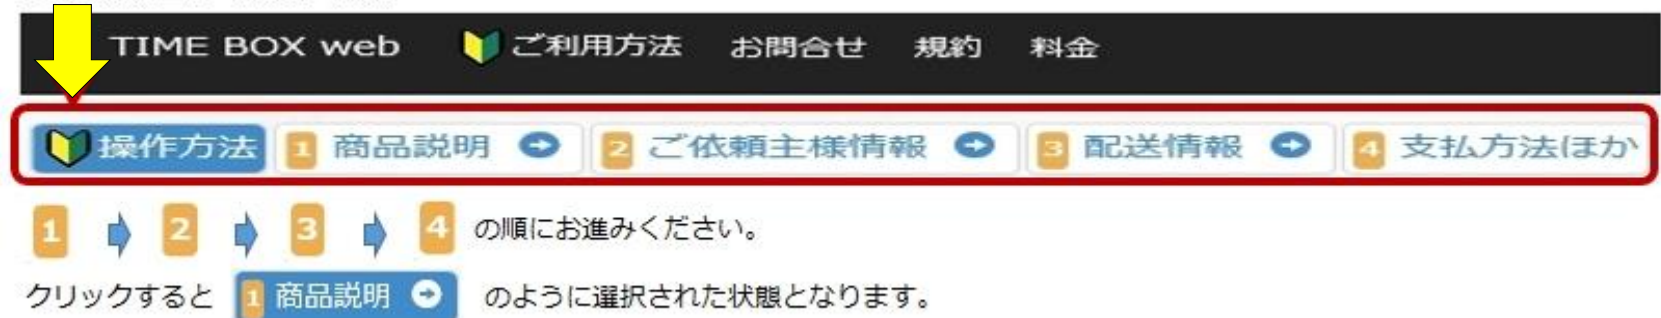 TIME BOX web ご利用方法 お問合せ 規約 料金
操作方法 1 商品説明 2 ご依頼主様情報 3 配送情報 4 支払方法ほか
1 2 3 4 の順にお進みください。
クリックすると 1 商品説明 のように選択された状態となります。